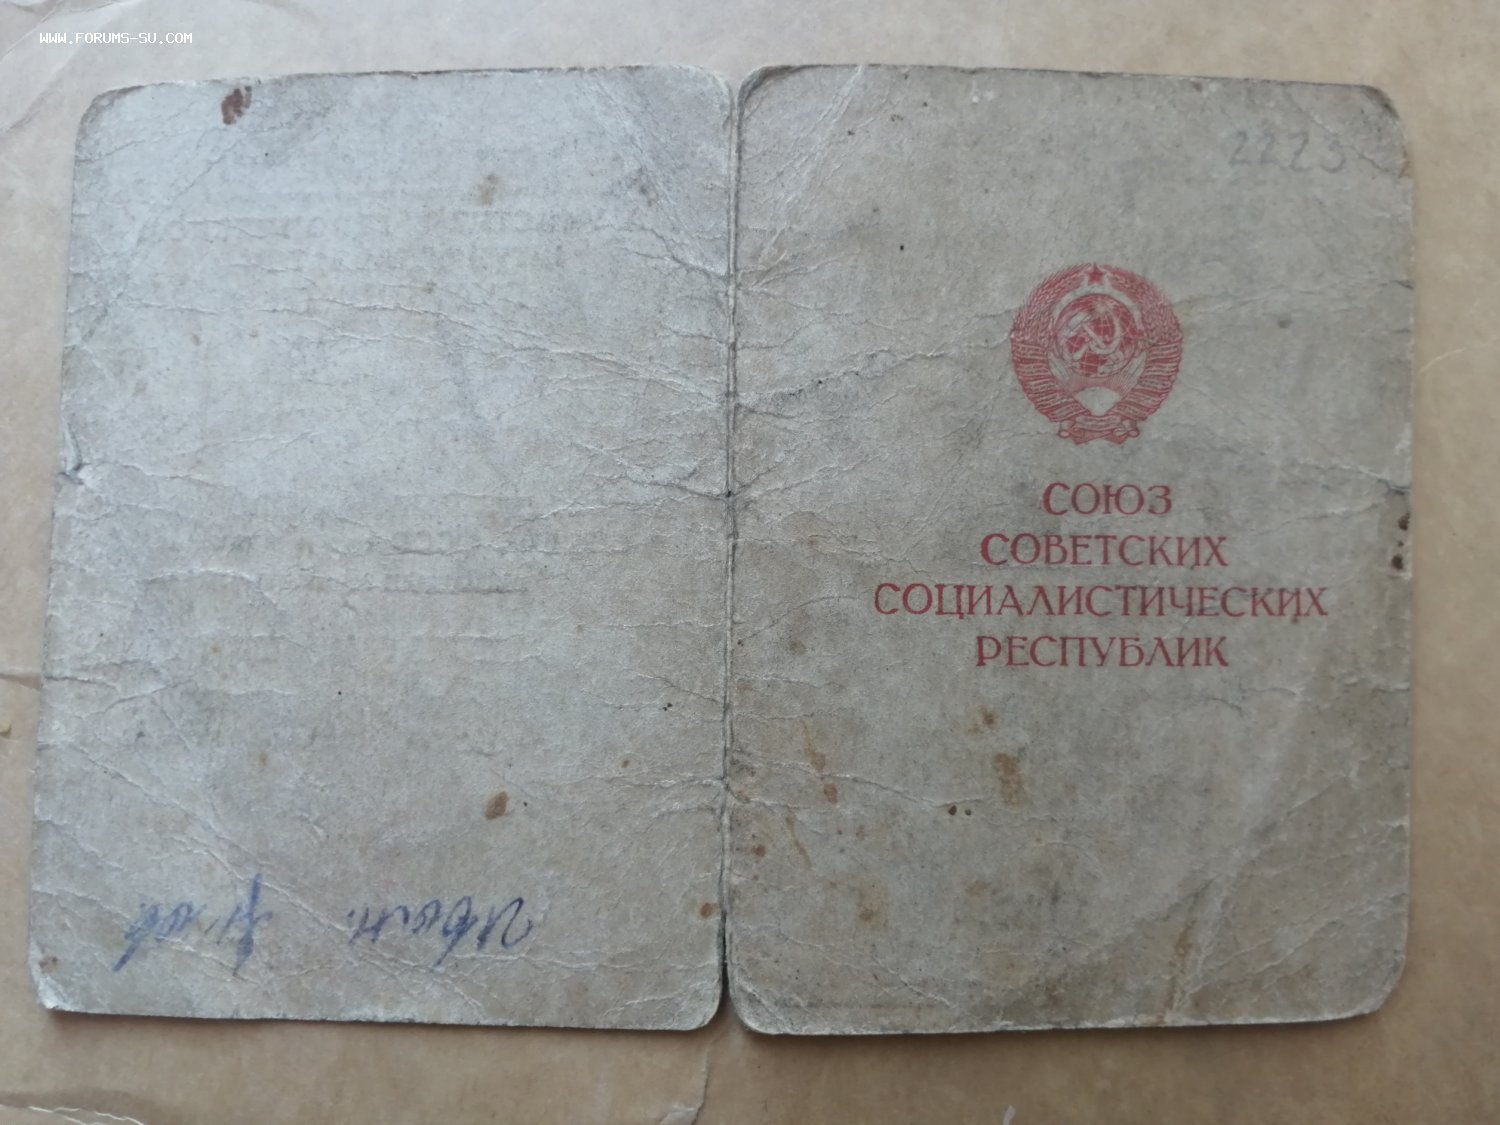 WWW.FORUMS-SU.COM
2223
СОЮЗ
СОВЕТСКИХ
СОЦИАЛИСТИЧЕСКИХ
РЕСПУБЛИК